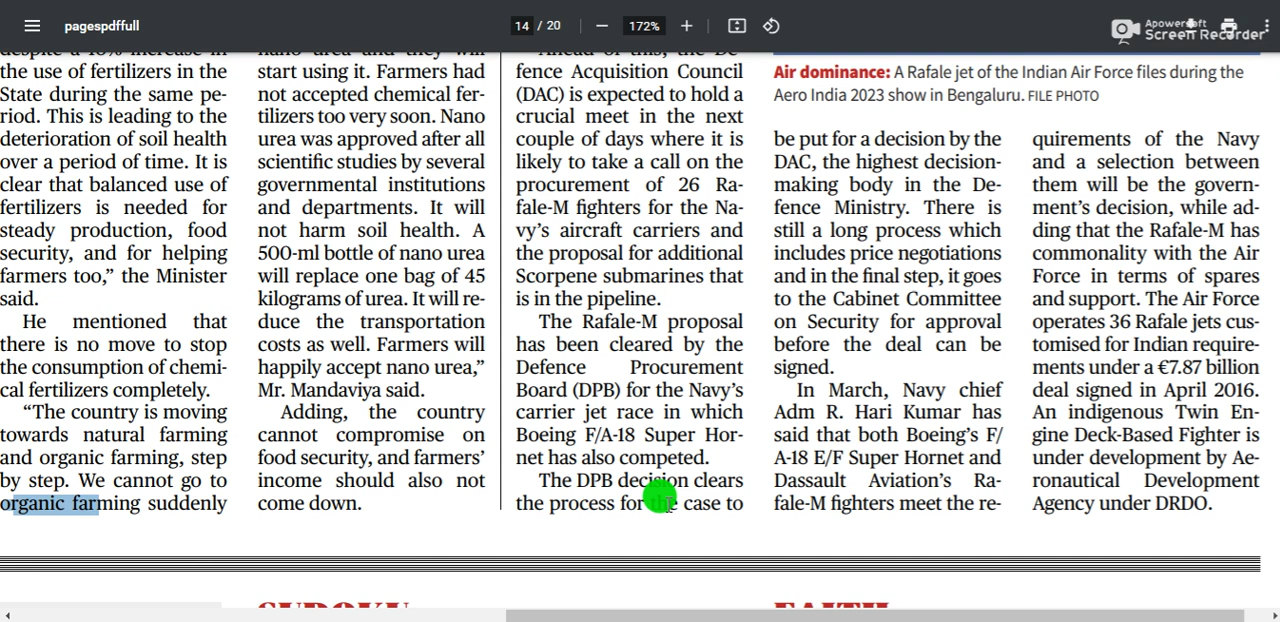 pagespdffull
14 / 20
172%
Apowersoft
Screen Recorder
the use of fertilizers in the
State during the same pe-
riod. This is leading to the
deterioration of soil health
over a period of time. It is
clear that balanced use of
fertilizers is needed for
steady production, food
security, and for helping
farmers too,” the Minister
said.
He mentioned that
there is no move to stop
the consumption of chemi-
cal fertilizers completely.
“The country is moving
towards natural farming
and organic farming, step
by step. We cannot go to
organic farming suddenly
nano urea and they will
start using it. Farmers had
not accepted chemical fer-
tilizers too very soon. Nano
urea was approved after all
scientific studies by several
governmental institutions
and departments. It will
not harm soil health. A
500-ml bottle of nano urea
will replace one bag of 45
kilograms of urea. It will re-
duce the transportation
costs as well. Farmers will
happily accept nano urea,”
Mr. Mandaviya said.
Adding, the country
cannot compromise on
food security, and farmers’
income should also not
come down.
Ahead of this, the De-
fence Acquisition Council
(DAC) is expected to hold a
crucial meet in the next
couple of days where it is
likely to take a call on the
procurement of 26 Ra-
fale-M fighters for the Na-
vy’s aircraft carriers and
the proposal for additional
Scorpene submarines that
is in the pipeline.
The Rafale-M proposal
has been cleared by the
Defence Procurement
Board (DPB) for the Navy’s
carrier jet race in which
Boeing F/A-18 Super Hor-
net has also competed.
The DPB decision clears
the process for the case to
Air dominance: A Rafale jet of the Indian Air Force files during the
Aero India 2023 show in Bengaluru. FILE PHOTO
be put for a decision by the
DAC, the highest decision-
making body in the De-
fence Ministry. There is
still a long process which
includes price negotiations
and in the final step, it goes
to the Cabinet Committee
on Security for approval
before the deal can be
signed.
In March, Navy chief
Adm R. Hari Kumar has
said that both Boeing’s F/
A-18 E/F Super Hornet and
Dassault Aviation’s Ra-
fale-M fighters meet the re-
quirements of the Navy
and a selection between
them will be the govern-
ment’s decision, while ad-
ding that the Rafale-M has
commonality with the Air
Force in terms of spares
and support. The Air Force
operates 36 Rafale jets cus-
tomised for Indian require-
ments under a €7.87 billion
deal signed in April 2016.
An indigenous Twin En-
gine Deck-Based Fighter is
under development by Ae-
ronautical Development
Agency under DRDO.